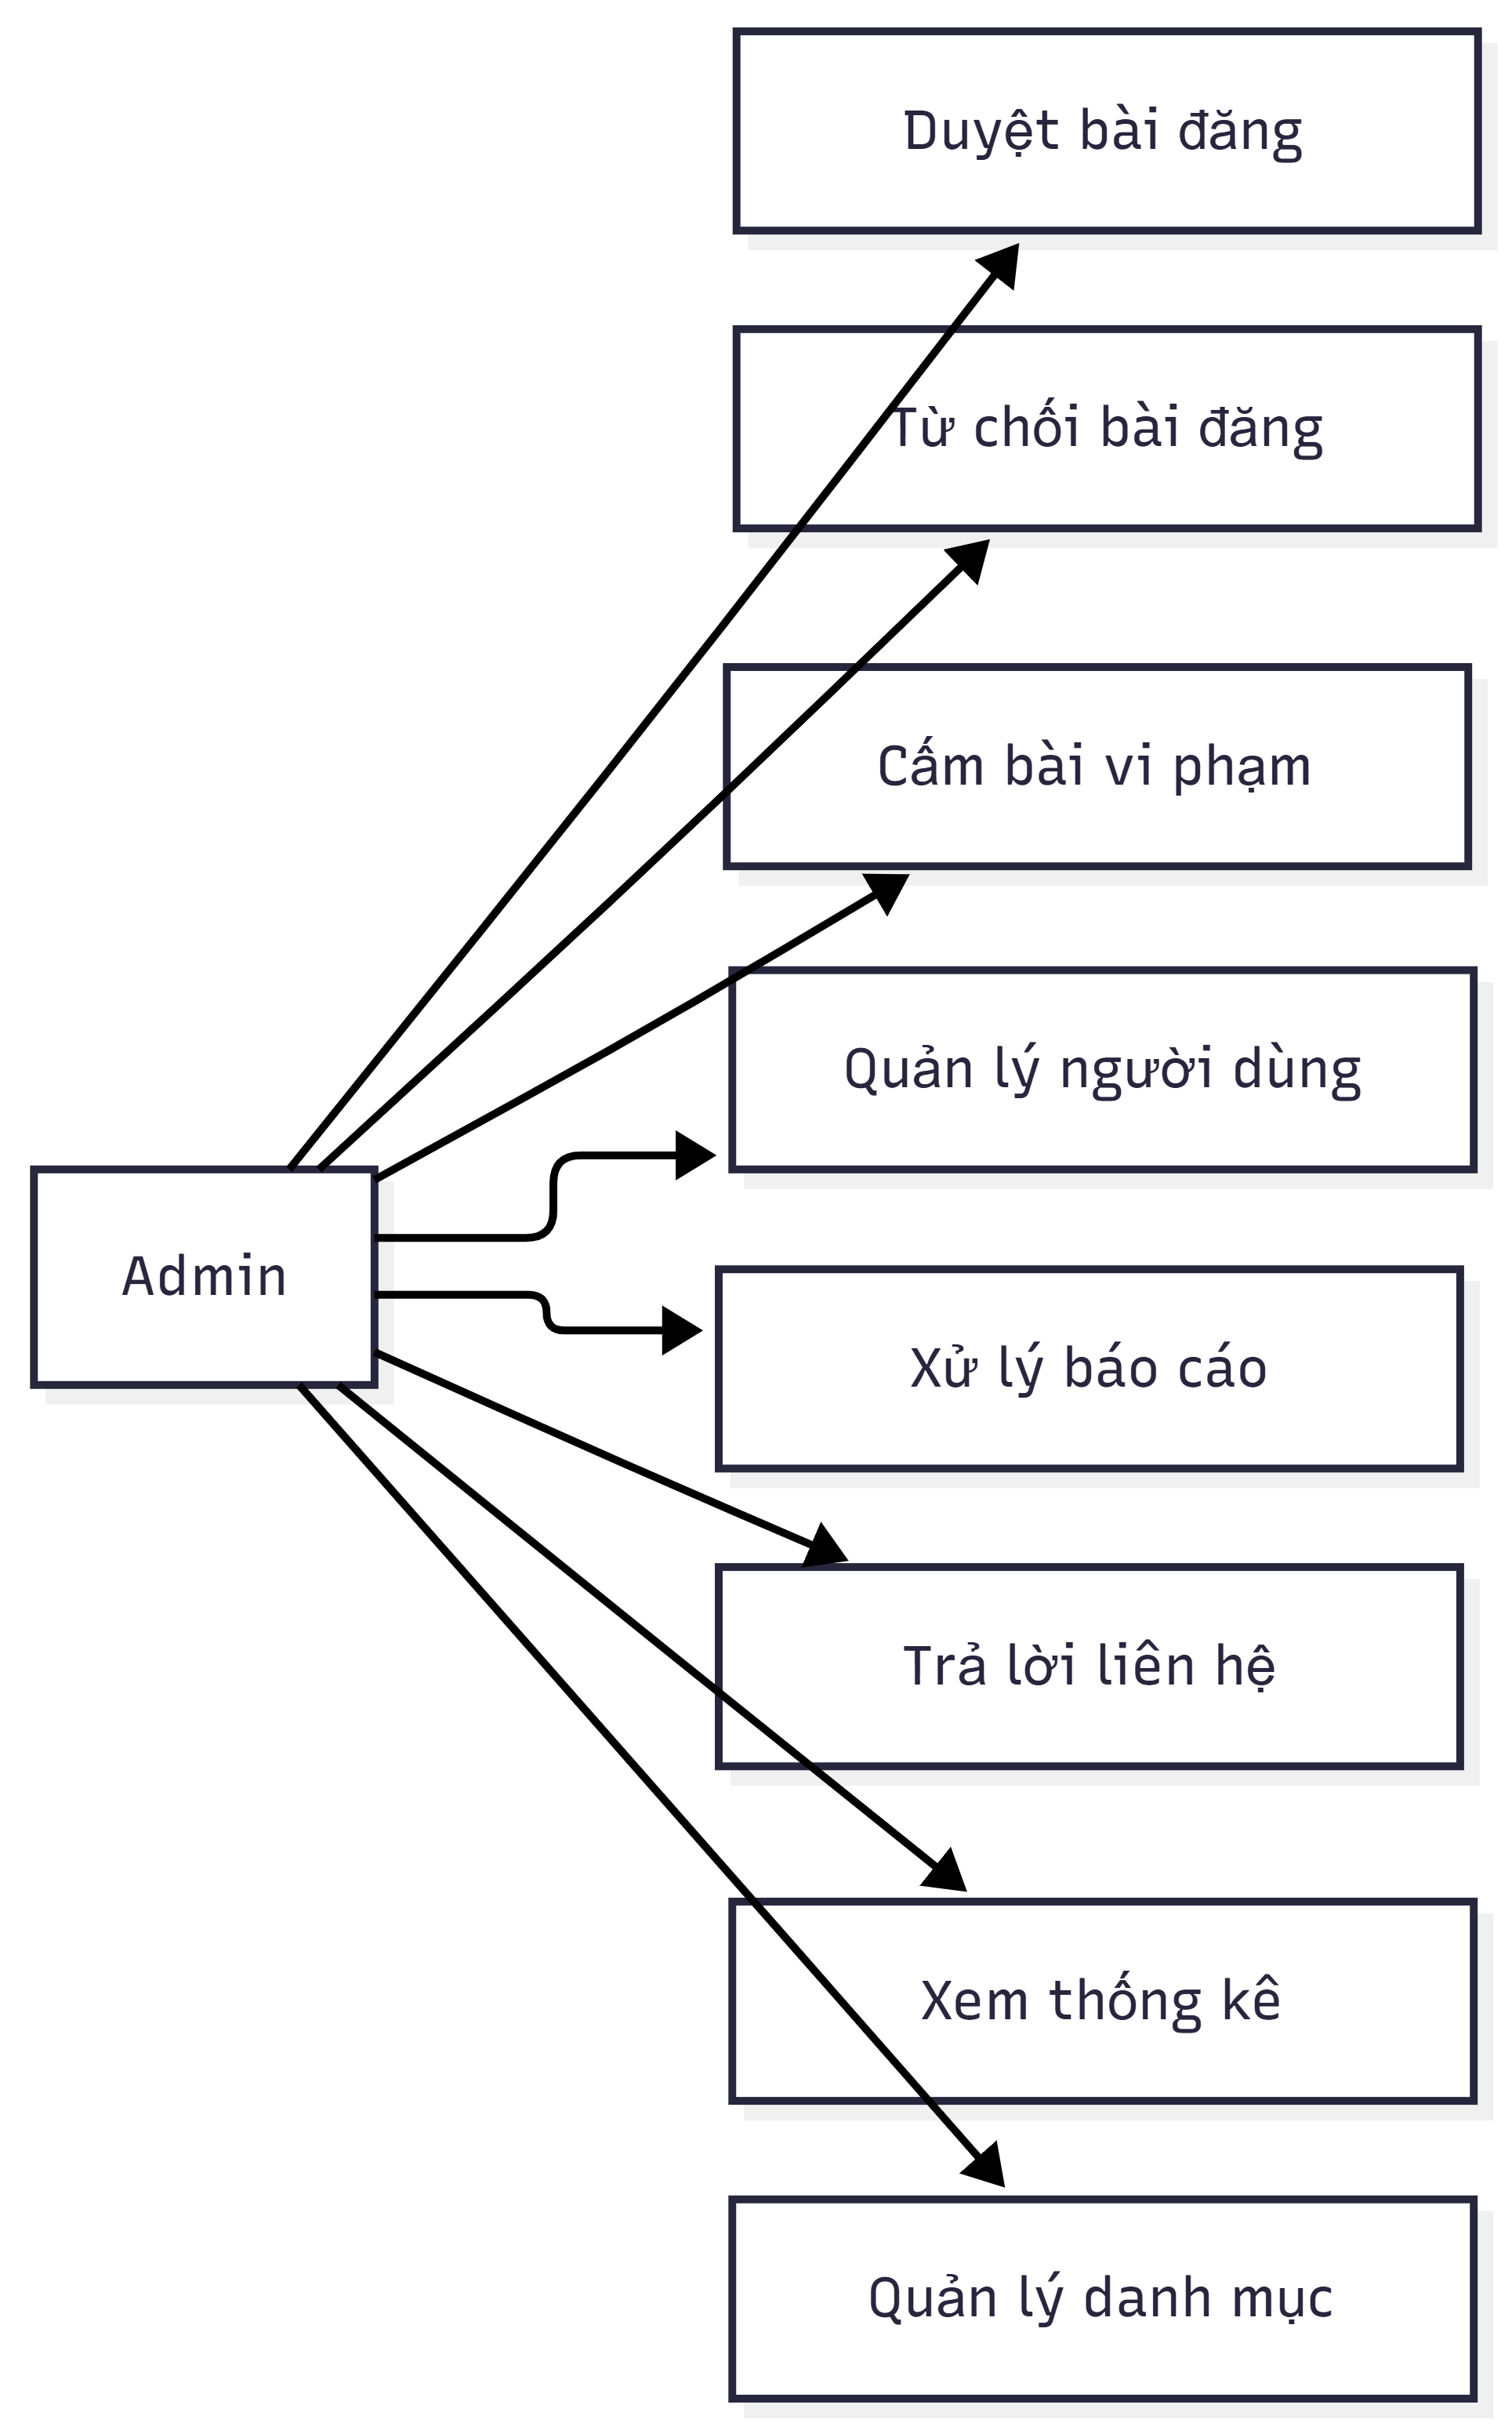 Duyệt bài đăng
Từ chối bài đăng
Cấm bài vi phạm
Quản lý người dùng
Admin
Xử lý báo cáo
Trả lời liên hệ
Xem thống kê
Quản lý danh mục